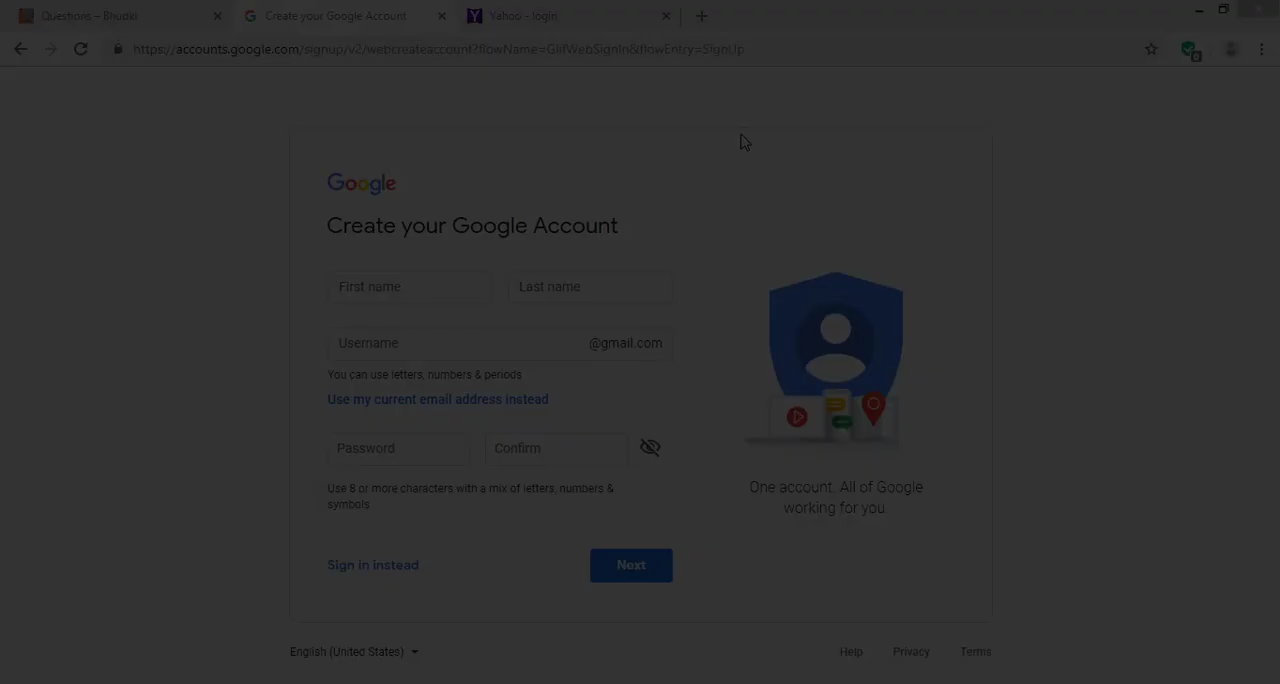 Questions – Bhudki
Create your Google Account
Yahoo - login
https://accounts.google.com/signup/v2/webcreateaccount?flowName=GlifWebSignIn&flowEntry=SignUp
Google
Create your Google Account
First name
Last name
Username
@gmail.com
You can use letters, numbers & periods
Use my current email address instead
Password
Confirm
Use 8 or more characters with a mix of letters, numbers &
symbols
One account. All of Google
working for you.
Sign in instead
Next
English (United States)
Help
Privacy
Terms